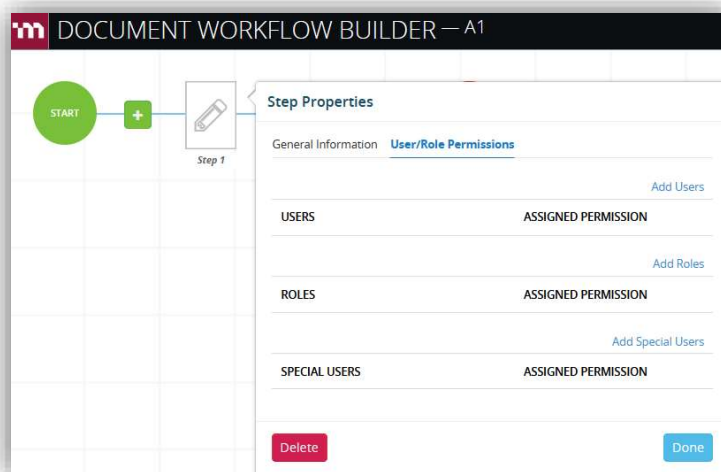 DOCUMENT WORKFLOW BUILDER — A1
START
+
Step 1
Step Properties
General Information User/Role Permissions
Add Users
USERS ASSIGNED PERMISSION
Add Roles
ROLES ASSIGNED PERMISSION
Add Special Users
SPECIAL USERS ASSIGNED PERMISSION
Delete Done